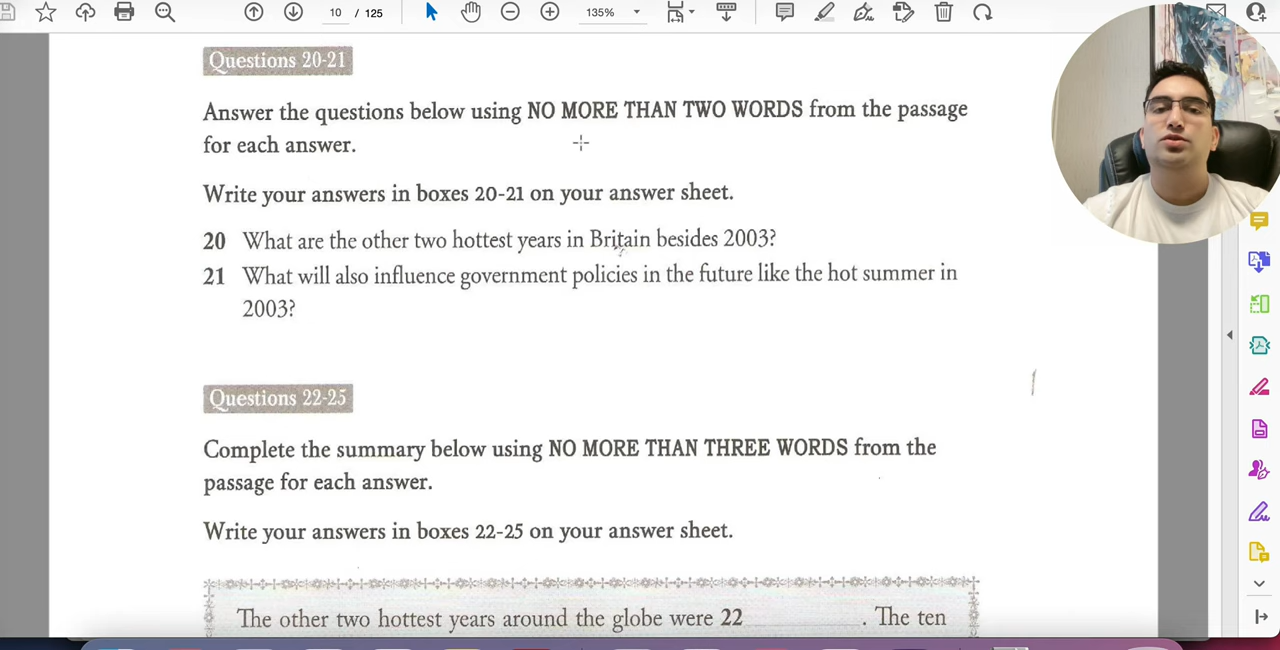 10 / 125
135%
Questions 20-21
Answer the questions below using NO MORE THAN TWO WORDS from the passage
for each answer.
Write your answers in boxes 20-21 on your answer sheet.
20 What are the other two hottest years in Britain besides 2003?
21 What will also influence government policies in the future like the hot summer in
2003?
Questions 22-25
Complete the summary below using NO MORE THAN THREE WORDS from the
passage for each answer.
Write your answers in boxes 22-25 on your answer sheet.
The other two hottest years around the globe were 22 ________. The ten